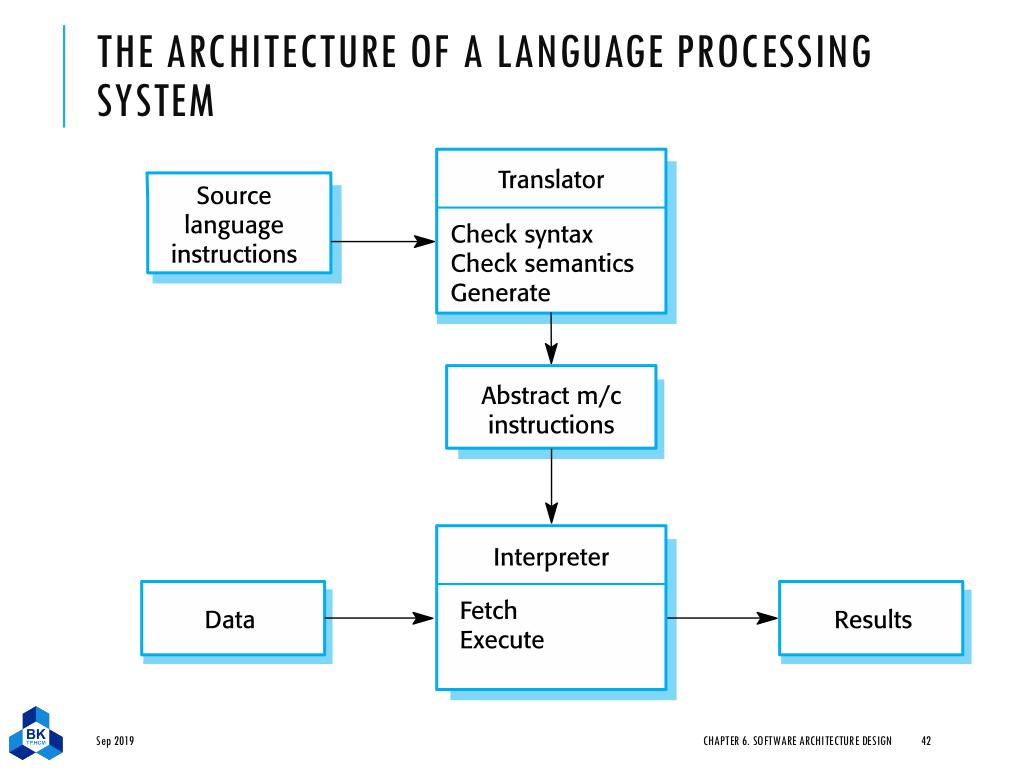 THE ARCHITECTURE OF A LANGUAGE PROCESSING
SYSTEM
Source
language
instructions
Translator
Check syntax
Check semantics
Generate
Abstract m/c
instructions
Interpreter
Fetch
Execute
Data
Results
BK
TP.HCM
Sep 2019
CHAPTER 6. SOFTWARE ARCHITECTURE DESIGN
42